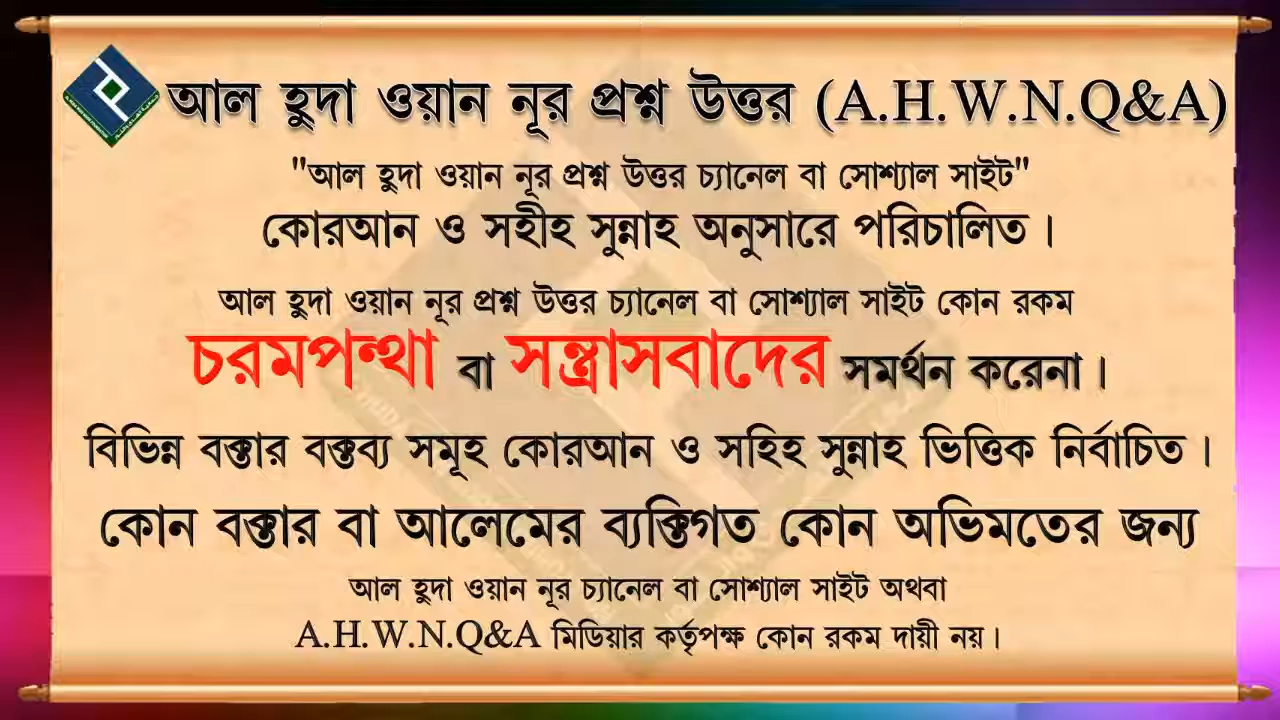 আল হুদা ওয়ান নূর প্রশ্ন উত্তর (A.H.W.N.Q&A)
"আল হুদা ওয়ান নূর প্রশ্ন উত্তর চ্যানেল বা সোশ্যাল সাইট"
কোরআন ও সহীহ সুন্নাহ অনুসারে পরিচালিত।
আল হুদা ওয়ান নূর প্রশ্ন উত্তর চ্যানেল বা সোশ্যাল সাইট কোন রকম
চরমপন্থা বা সন্ত্রাসবাদের সমর্থন করেনা।
বিভিন্ন বক্তার বক্তব্য সমূহ কোরআন ও সহিহ সুন্নাহ ভিত্তিক নির্বাচিত।
কোন বক্তার বা আলেমের ব্যক্তিগত কোন অভিমতের জন্য
আল হুদা ওয়ান নূর চ্যানেল বা সোশ্যাল সাইট অথবা
A.H.W.N.Q&A মিডিয়ার কর্তৃপক্ষ কোন রকম দায়ী নয়।